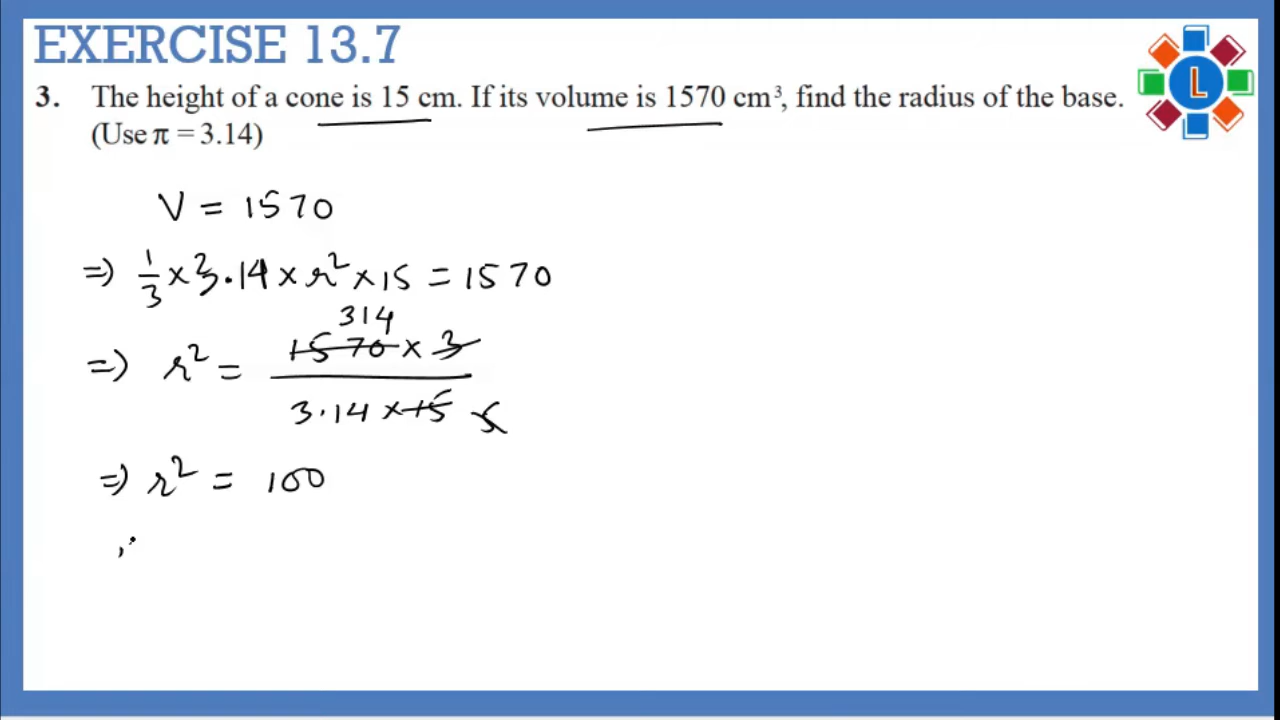 EXERCISE 13.7
L
3. The height of a cone is 15 cm. If its volume is 1570 cm³, find the radius of the base.
(Use π = 3.14)
V = 1570
⇒ 1/3 × 3.14 × r² × 15 = 1570
314
⇒ r² = 1570 × 3 / 3.14 × 15 5
⇒ r² = 100